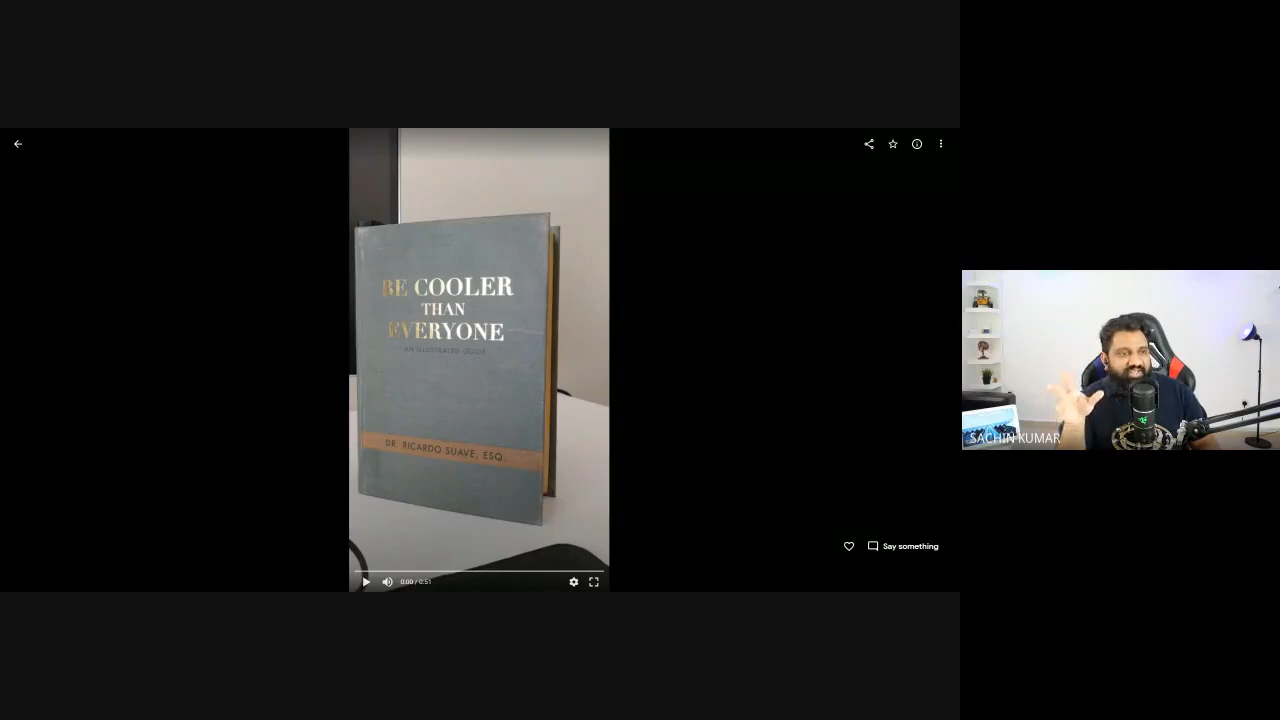 BE COOLER
THAN
EVERYONE
AN ILLUSTRATED GUIDE
DR. RICARDO SUAVE, ESQ.
0:00 / 0:51
Say something
SACHIN KUMAR